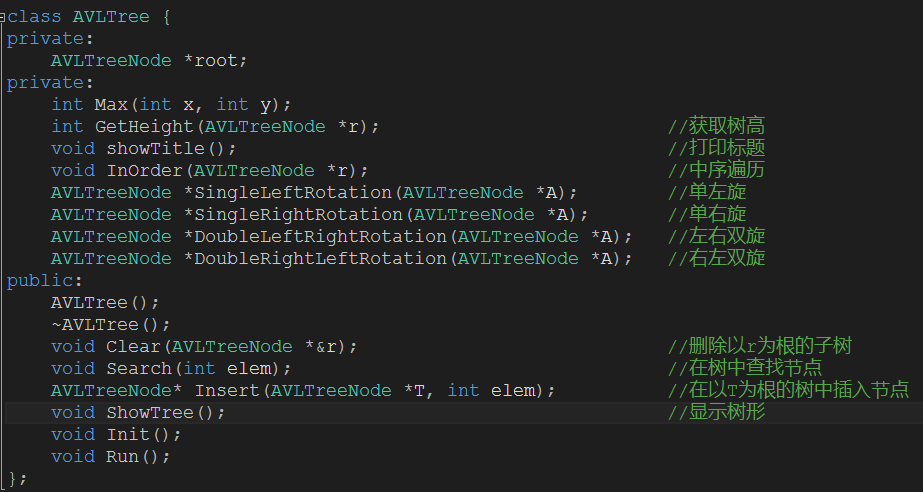 class AVLTree {
private:
    AVLTreeNode *root;
private:
    int Max(int x, int y);
    int GetHeight(AVLTreeNode *r);                          //获取树高
    void showTitle();                                       //打印标题
    void InOrder(AVLTreeNode *r);                           //中序遍历
    AVLTreeNode *SingleLeftRotation(AVLTreeNode *A);        //单左旋
    AVLTreeNode *SingleRightRotation(AVLTreeNode *A);       //单右旋
    AVLTreeNode *DoubleLeftRightRotation(AVLTreeNode *A);   //左右双旋
    AVLTreeNode *DoubleRightLeftRotation(AVLTreeNode *A);   //右左双旋
public:
    AVLTree();
    ~AVLTree();
    void Clear(AVLTreeNode *&r);                            //删除以r为根的子树
    void Search(int elem);                                  //在树中查找节点
    AVLTreeNode* Insert(AVLTreeNode *T, int elem);          //在以T为根的树中插入节点
    void ShowTree();                                        //显示树形
    void Init();
    void Run();
};